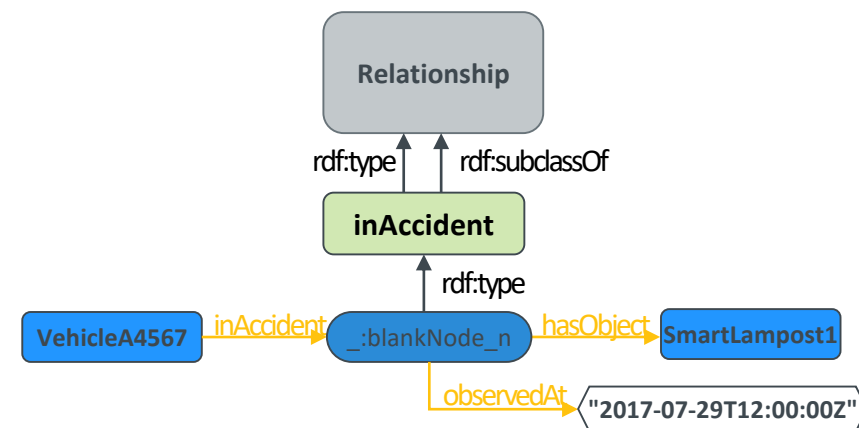 Relationship
rdf:type rdf:subclassOf
inAccident
rdf:type
VehicleA4567 inAccident _:blankNode_n hasObject SmartLampost1
observedAt "2017-07-29T12:00:00Z"